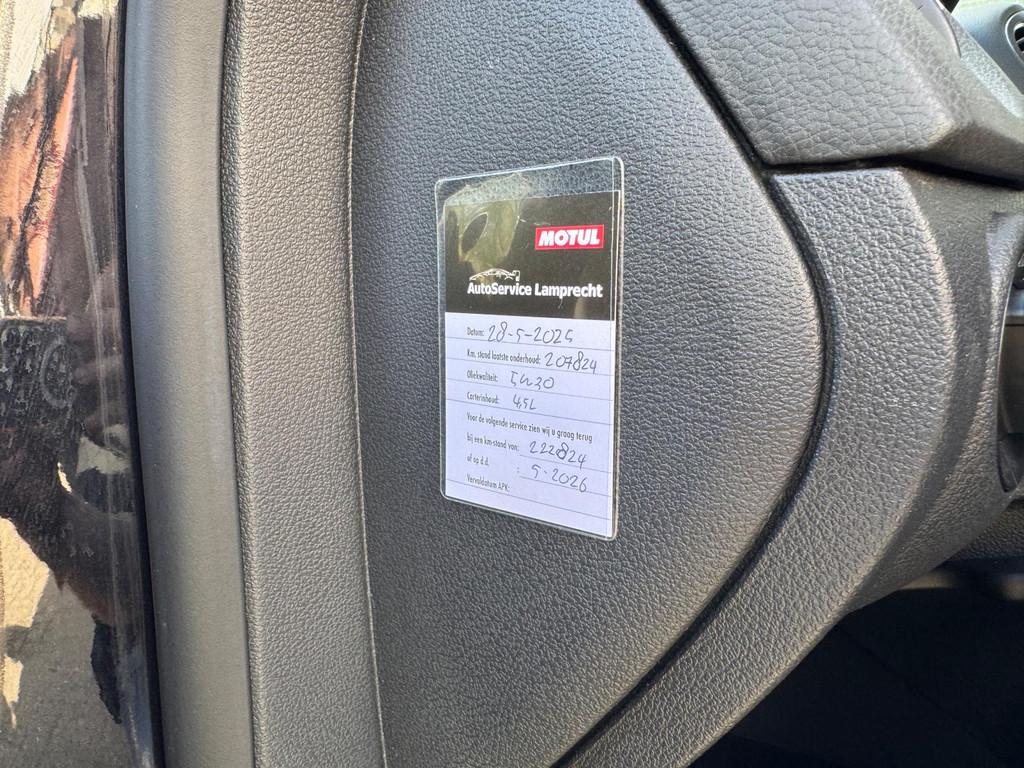 MOTUL
AutoService Lamprecht
Datum: 28-5-2025
Km. stand laatste onderhoud: 207824
Oliekwaliteit: 5w30
Carterinhoud: 4,5L
Voor de volgende service zien wij u graag terug
bij een km-stand van: 222824
of op d.d. : 5-2026
Vervaldatum APK: